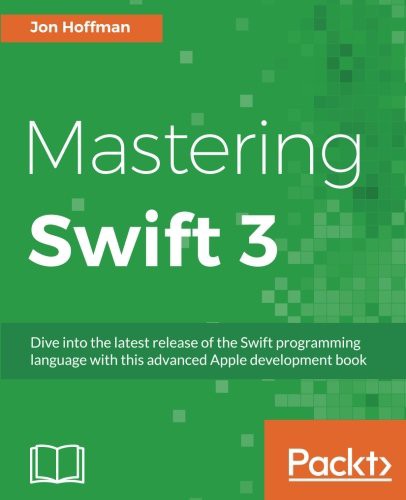 Jon Hoffman
Mastering
Swift 3
Dive into the latest release of the Swift programming
language with this advanced Apple development book
Packt>